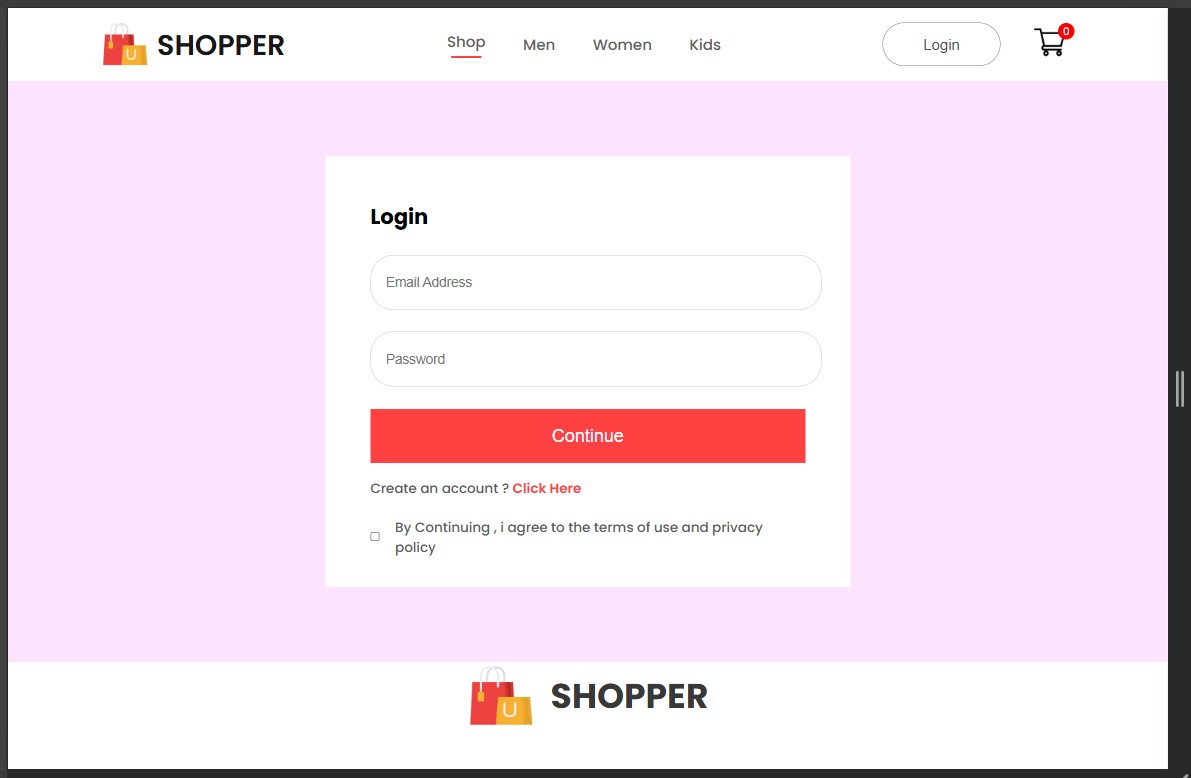 SHOPPER
Shop
Men
Women
Kids
Login
0
Login
Email Address
Password
Continue
Create an account ? Click Here
By Continuing , i agree to the terms of use and privacy
policy
U
SHOPPER